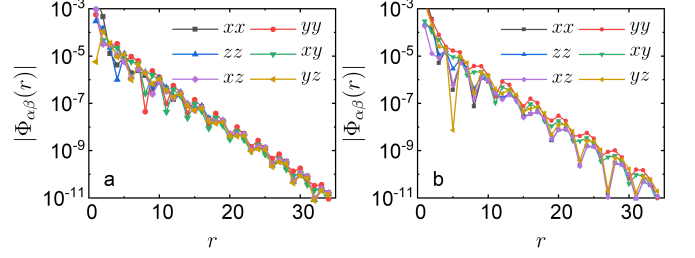 |Φαβ(r)|
10⁻³
10⁻⁵
10⁻⁷
10⁻⁹
10⁻¹¹
xx yy
zz xy
xz yz
a
0 10 20 30
r
|Φαβ(r)|
10⁻³
10⁻⁵
10⁻⁷
10⁻⁹
10⁻¹¹
xx yy
zz xy
xz yz
b
0 10 20 30
r